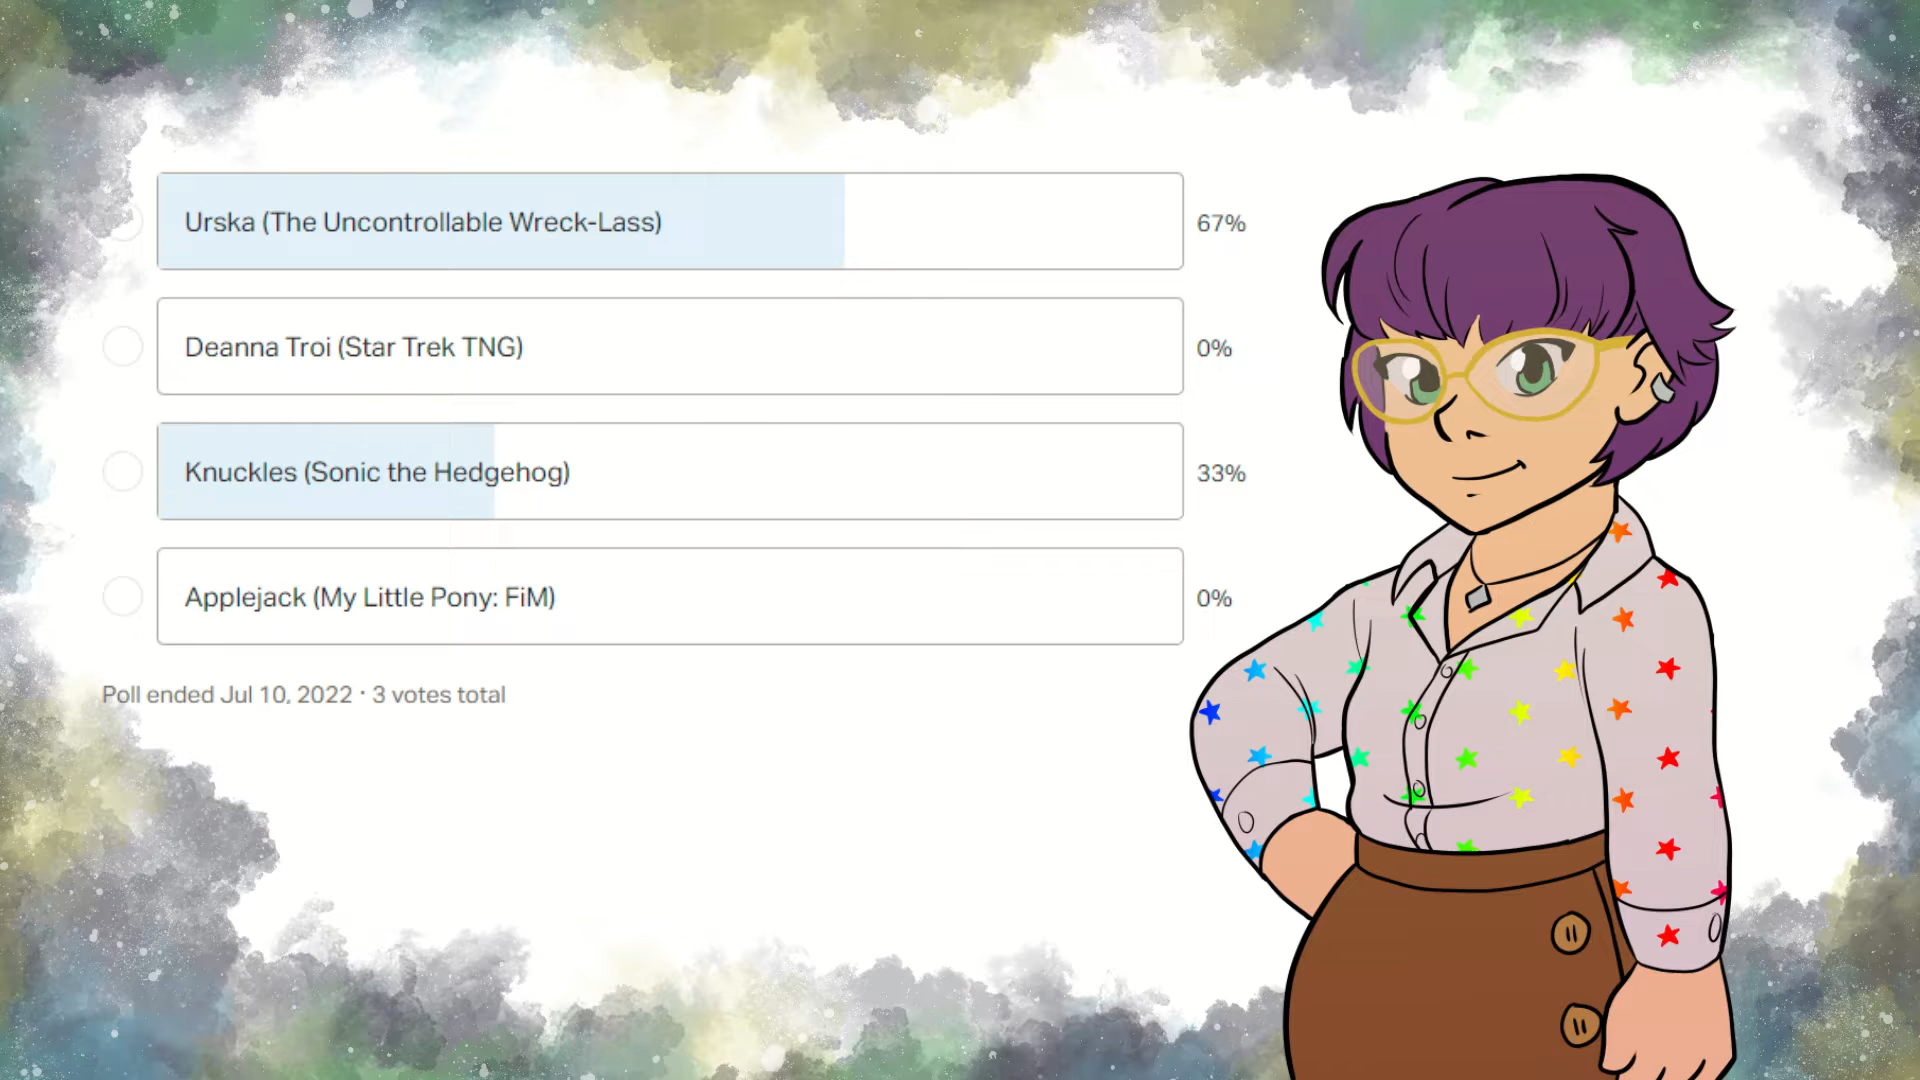 Urska (The Uncontrollable Wreck-Lass)
67%
Deanna Troi (Star Trek TNG)
0%
Knuckles (Sonic the Hedgehog)
33%
Applejack (My Little Pony: FiM)
0%
Poll ended Jul 10, 2022 · 3 votes total